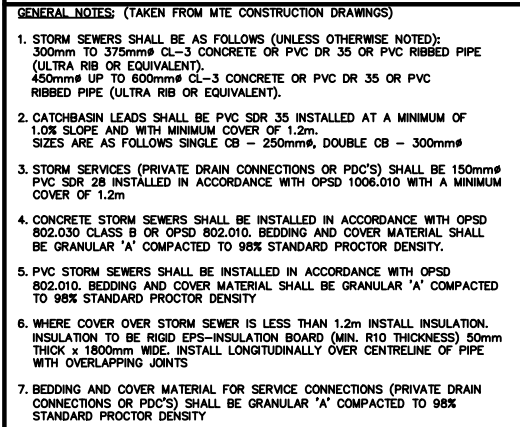 GENERAL NOTES: (TAKEN FROM MTE CONSTRUCTION DRAWINGS)
1. STORM SEWERS SHALL BE AS FOLLOWS (UNLESS OTHERWISE NOTED):
300mm TO 375mmø CL-3 CONCRETE OR PVC DR 35 OR PVC RIBBED PIPE
(ULTRA RIB OR EQUIVALENT).
450mmø UP TO 600mmø CL-3 CONCRETE OR PVC DR 35 OR PVC
RIBBED PIPE (ULTRA RIB OR EQUIVALENT).
2. CATCHBASIN LEADS SHALL BE PVC SDR 35 INSTALLED AT A MINIMUM OF
1.0% SLOPE AND WITH MINIMUM COVER OF 1.2m.
SIZES ARE AS FOLLOWS SINGLE CB - 250mmø, DOUBLE CB - 300mmø
3. STORM SERVICES (PRIVATE DRAIN CONNECTIONS OR PDC'S) SHALL BE 150mmø
PVC SDR 28 INSTALLED IN ACCORDANCE WITH OPSD 1006.010 WITH A MINIMUM
COVER OF 1.2m
4. CONCRETE STORM SEWERS SHALL BE INSTALLED IN ACCORDANCE WITH OPSD
802.030 CLASS B OR OPSD 802.010. BEDDING AND COVER MATERIAL SHALL
BE GRANULAR 'A' COMPACTED TO 98% STANDARD PROCTOR DENSITY.
5. PVC STORM SEWERS SHALL BE INSTALLED IN ACCORDANCE WITH OPSD
802.010. BEDDING AND COVER MATERIAL SHALL BE GRANULAR 'A' COMPACTED
TO 98% STANDARD PROCTOR DENSITY
6. WHERE COVER OVER STORM SEWER IS LESS THAN 1.2m INSTALL INSULATION.
INSULATION TO BE RIGID EPS-INSULATION BOARD (MIN. R10 THICKNESS) 50mm
THICK x 1800mm WIDE. INSTALL LONGITUDINALLY OVER CENTRELINE OF PIPE
WITH OVERLAPPING JOINTS
7. BEDDING AND COVER MATERIAL FOR SERVICE CONNECTIONS (PRIVATE DRAIN
CONNECTIONS OR PDC'S) SHALL BE GRANULAR 'A' COMPACTED TO 98%
STANDARD PROCTOR DENSITY